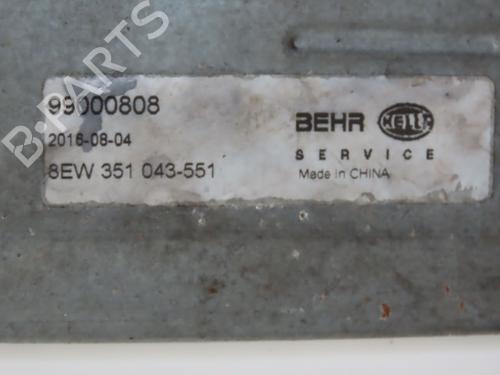 B-PARTS
99000808
2016-08-04
8EW 351 043-551
BEHR HELLA
SERVICE
Made in CHINA